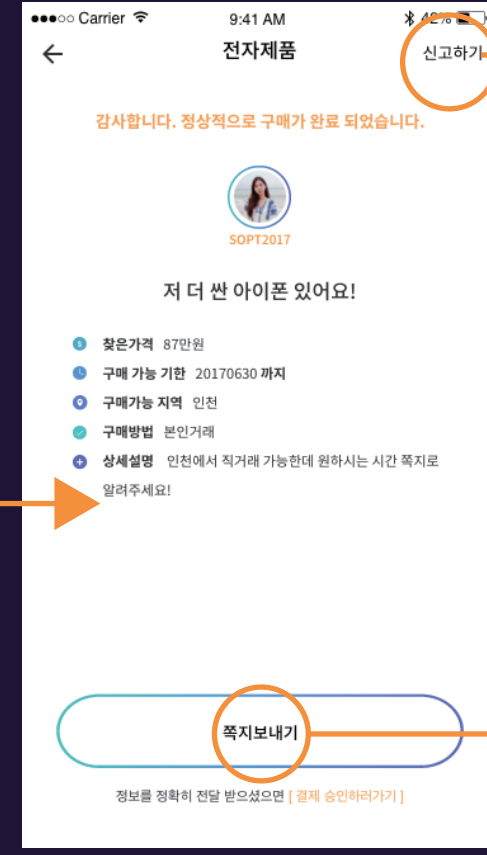 Carrier 9:41 AM 42%
전자제품 신고하기
감사합니다. 정상적으로 구매가 완료 되었습니다.
SOPT2017
저 더 싼 아이폰 있어요!
찾은가격 87만원
구매 가능 기한 20170630 까지
구매가능 지역 인천
구매방법 본인거래
상세설명 인천에서 직거래 가능한데 원하시는 시간 쪽지로
알려주세요!
쪽지보내기
정보를 정확히 전달 받으셨으면 [ 결제 승인하러가기 ]